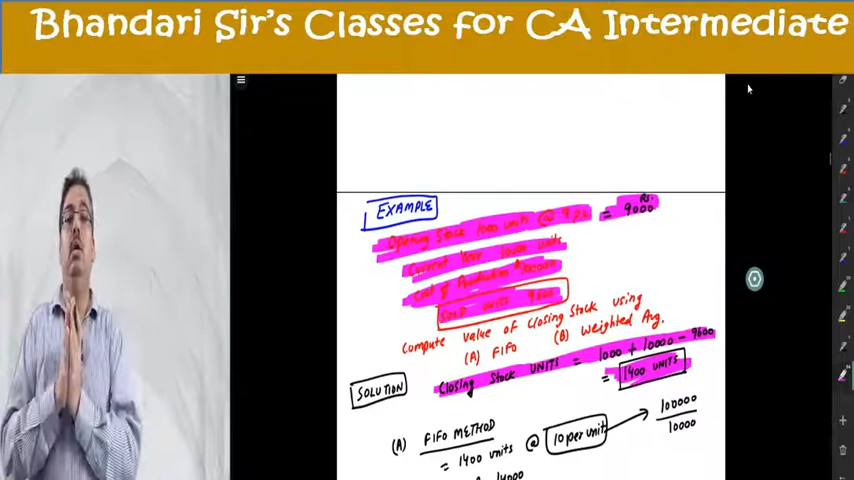 Bhandari Sir's Classes for CA Intermediate
EXAMPLE
Opening Stock 1000 units @ 9 p.u. = Rs. 9000
Current Year 10000 units
Cost of Production 100000
SOLD UNITS 9600
Compute value of closing Stock using
(A) FIFO (B) Weighted Avg.
SOLUTION
Closing Stock UNITS = 1000 + 10000 - 9600
= 1400 UNITS
(A) FIFO METHOD
= 1400 units @ 10 per unit
100000
10000
14000